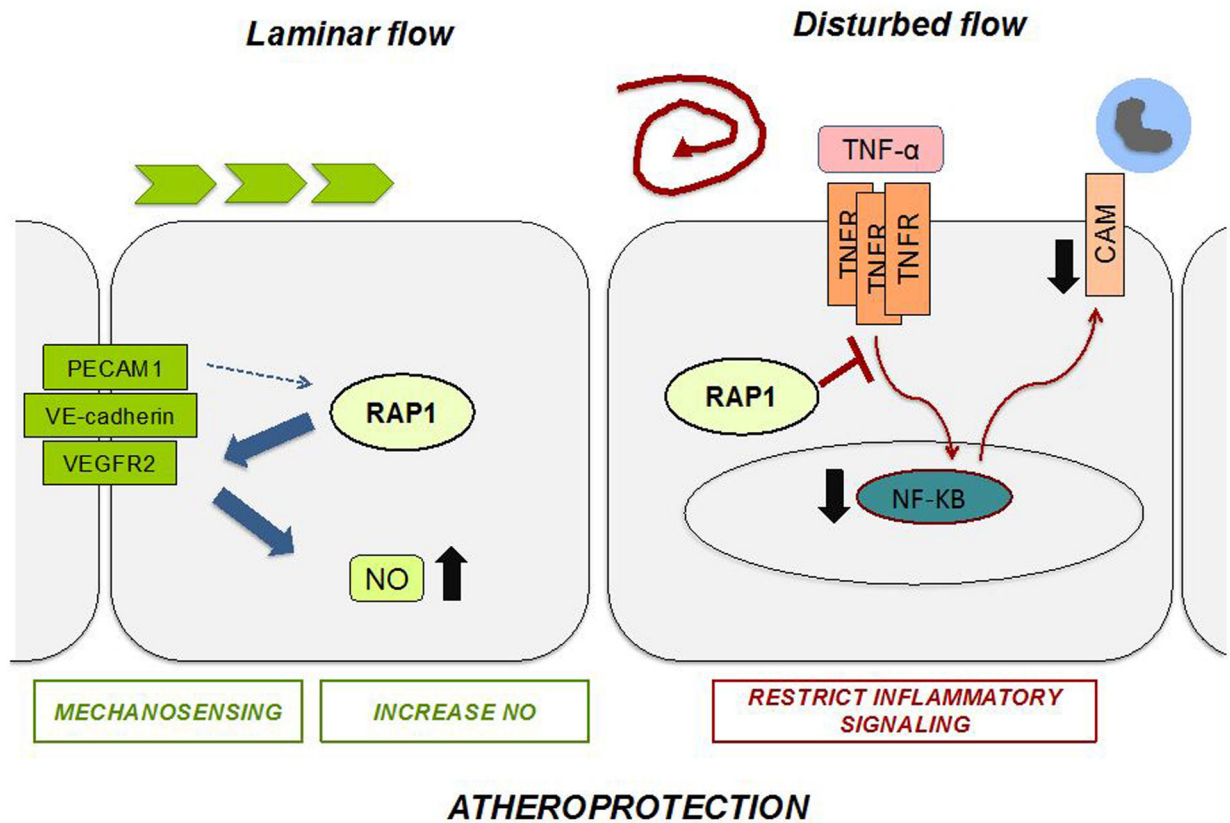 Laminar flow
Disturbed flow
TNF-α
TNFR
TNFR
TNFR
CAM
PECAM1
VE-cadherin
VEGFR2
RAP1
NO
RAP1
NF-KB
MECHANOSENSING
INCREASE NO
RESTRICT INFLAMMATORY
SIGNALING
ATHEROPROTECTION